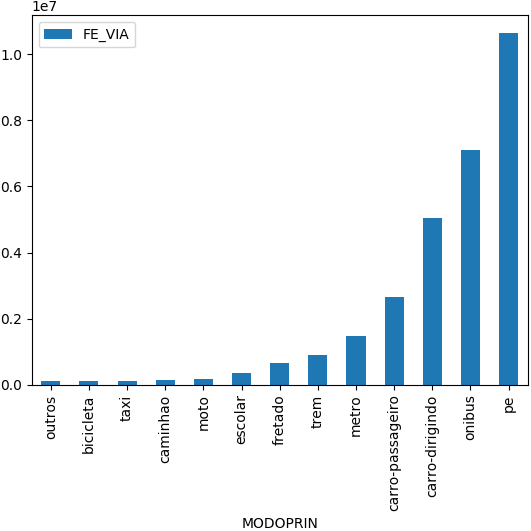 1e7
FE_VIA
1.0
0.8
0.6
0.4
0.2
0.0
outros
bicicleta
taxi
caminhao
moto
escolar
fretado
trem
metro
carro-passageiro
carro-dirigindo
onibus
pe
MODOPRIN